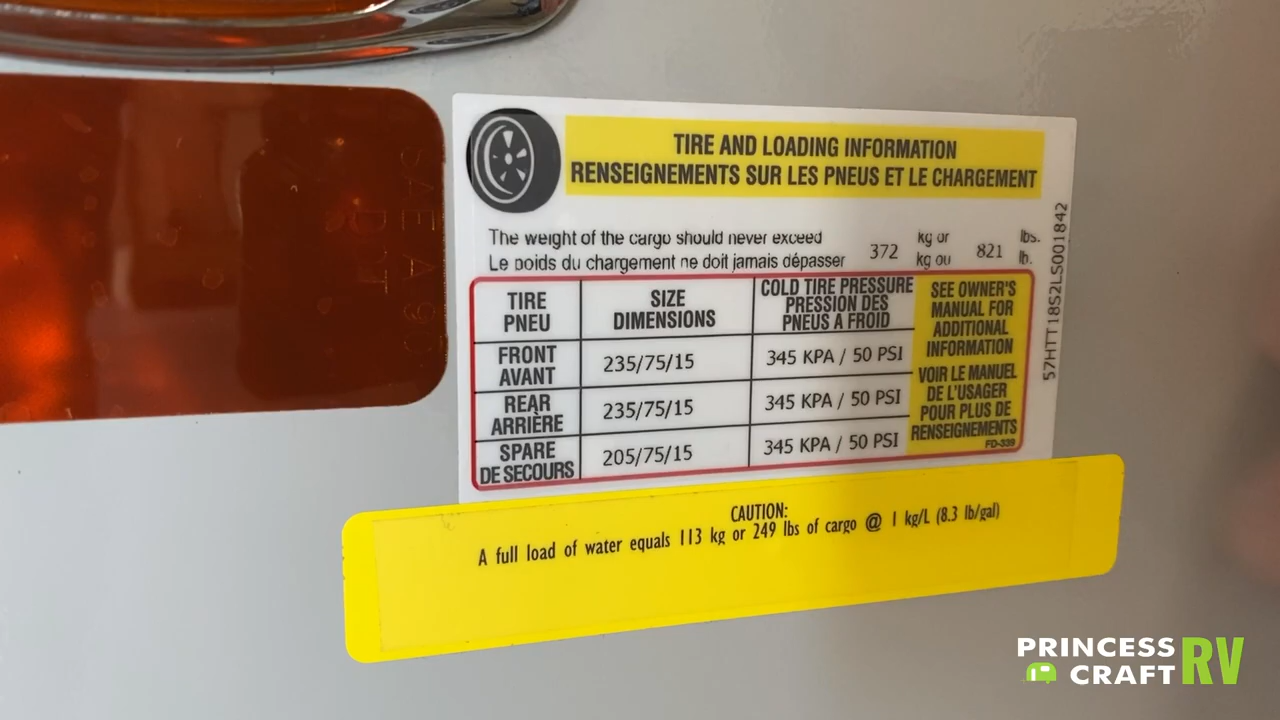 TIRE AND LOADING INFORMATION
RENSEIGNEMENTS SUR LES PNEUS ET LE CHARGEMENT
The weight of the cargo should never exceed
Le poids du chargement ne doit jamais dépasser
372
kg or
kg ou
821
lbs.
lb.
57HTT18S2LS001842
TIRE
PNEU
SIZE
DIMENSIONS
COLD TIRE PRESSURE
PRESSION DES
PNEUS A FROID
FRONT
AVANT
235/75/15
345 KPA / 50 PSI
REAR
ARRIÈRE
235/75/15
345 KPA / 50 PSI
SPARE
DE SECOURS
205/75/15
345 KPA / 50 PSI
SEE OWNER'S
MANUAL FOR
ADDITIONAL
INFORMATION
VOIR LE MANUEL
DE L'USAGER
POUR PLUS DE
RENSEIGNEMENTS
FD-339
CAUTION:
A full load of water equals 113 kg or 249 lbs of cargo @ 1 kg/L (8.3 lb/gal)
PRINCESS
CRAFT RV